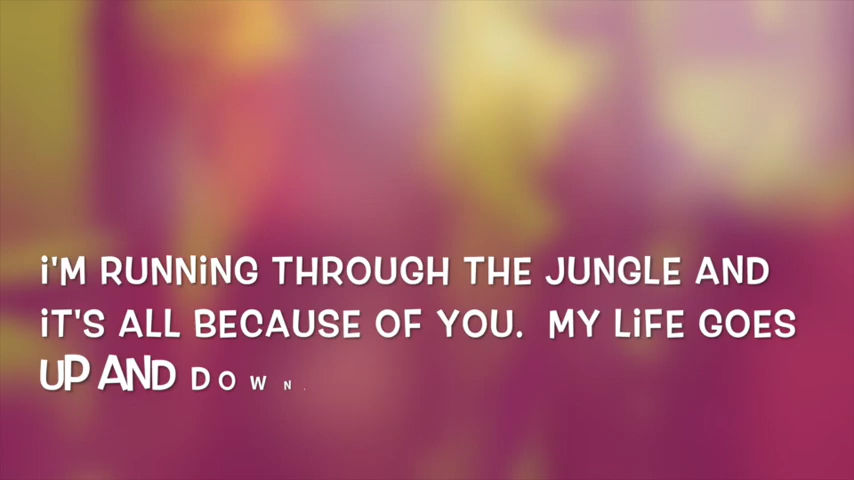 i'M RUNNiNG THROUGH THE JUNGLE AND
iT'S ALL BECAUSE OF YOU.  MY LiFE GOES
UP AND DOWN.